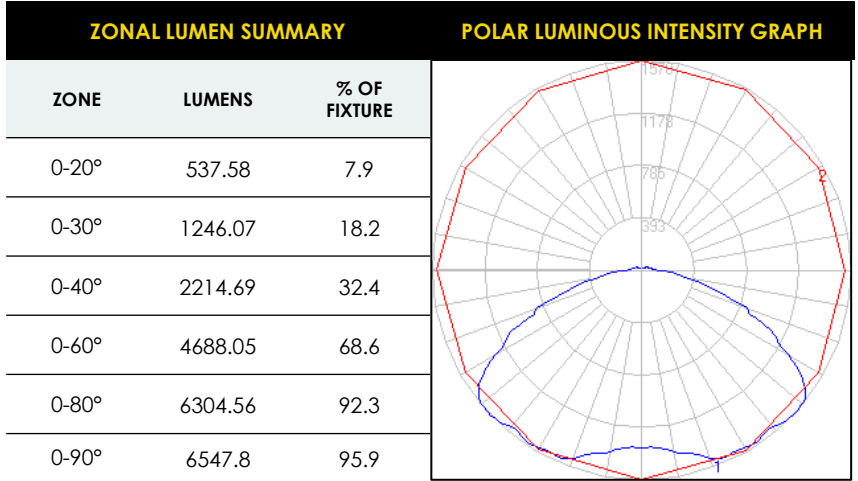 ZONAL LUMEN SUMMARY
ZONE LUMENS % OF FIXTURE
0-20° 537.58 7.9
0-30° 1246.07 18.2
0-40° 2214.69 32.4
0-60° 4688.05 68.6
0-80° 6304.56 92.3
0-90° 6547.8 95.9
POLAR LUMINOUS INTENSITY GRAPH
1178
785
393
2
1